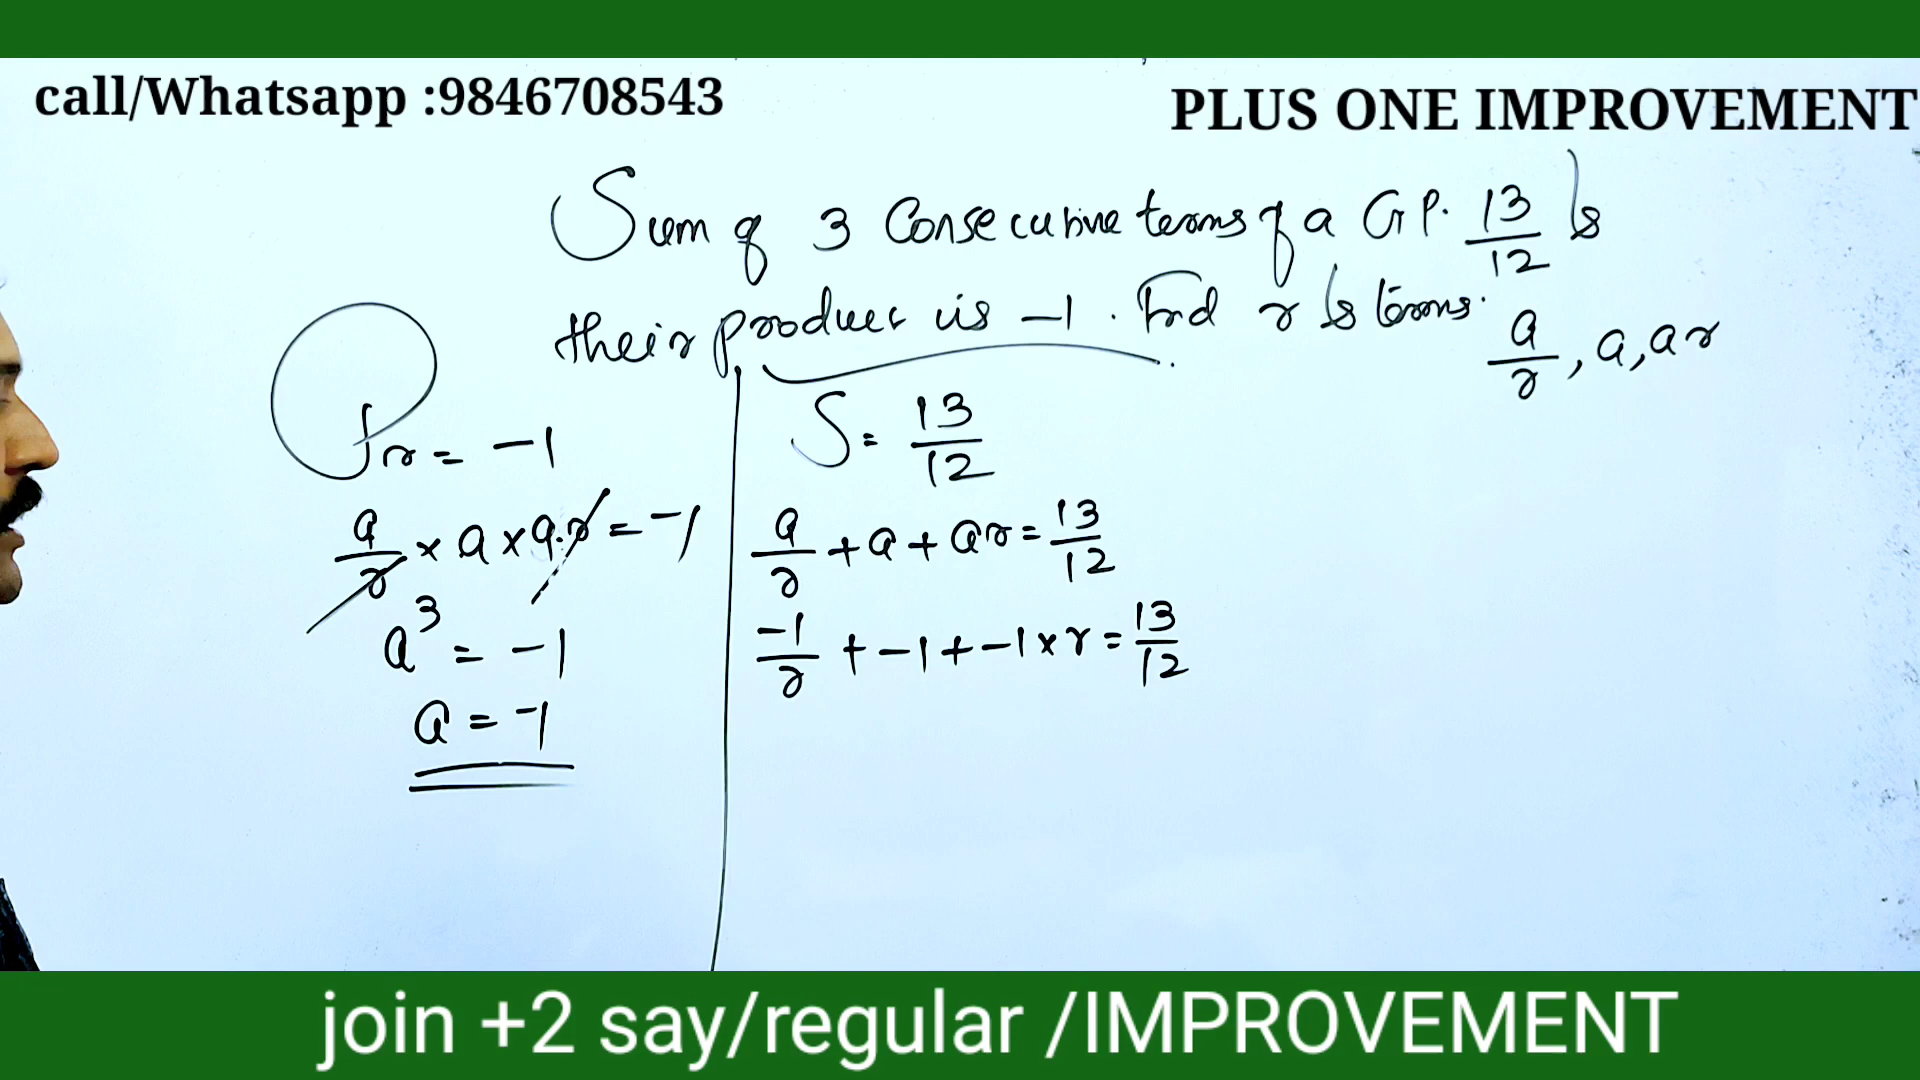 call/Whatsapp :9846708543
PLUS ONE IMPROVEMENT
Sum of 3 Consecutive terms of a GP. 13/12 &
their product is -1. Find r & terms.
a/r, a, ar
Pr = -1
a/r × a × a.r = -1
a³ = -1
a = -1
S = 13/12
a/r + a + ar = 13/12
-1/r + -1 + -1 × r = 13/12
join +2 say/regular /IMPROVEMENT